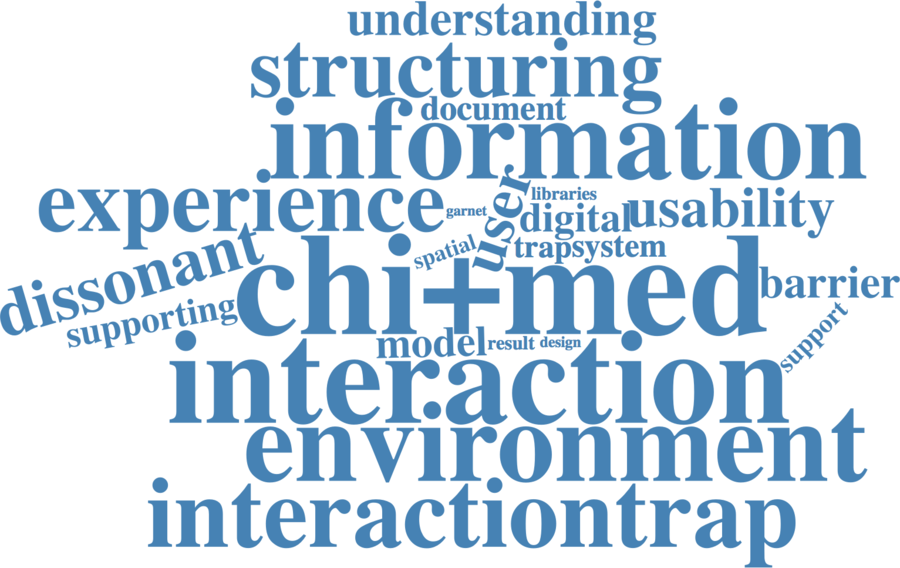 understanding
structuring
document
information
experience
user
libraries
garnet
digital
usability
spatial
trapsystem
dissonant
chi+med
barrier
supporting
model
result
design
support
interaction
environment
interactiontrap